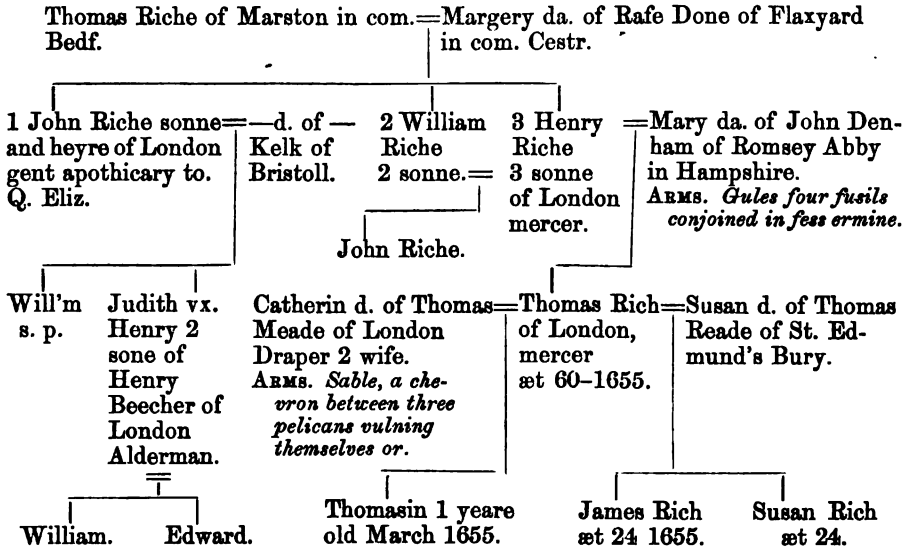 Thomas Riche of Marston in com.=Margery da. of Rafe Done of Flaxyard
Bedf.
in com. Cestr.
1 John Riche sonne=
and heyre of London
gent apothicary to.
Q. Eliz.
—d. of —
Kelk of
Bristoll.
2 William
Riche
2 sonne.=
John Riche.
3 Henry
Riche
3 sonne
of London
mercer.
=Mary da. of John Den-
ham of Romsey Abby
in Hampshire.
ARMS. Gules four fusils
conjoined in fess ermine.
Will'm
s. p.
Judith vx.
Henry 2
sone of
Henry
Beecher of
London
Alderman.
=
William.
Edward.
Catherin d. of Thomas=
Meade of London
Draper 2 wife.
ARMS. Sable, a che-
vron between three
pelicans vulning
themselves or.
Thomas Rich
of London,
mercer
æt 60-1655.
=Susan d. of Thomas
Reade of St. Ed-
mund's Bury.
Thomasin 1 yeare
old March 1655.
James Rich
æt 24 1655.
Susan Rich
æt 24.